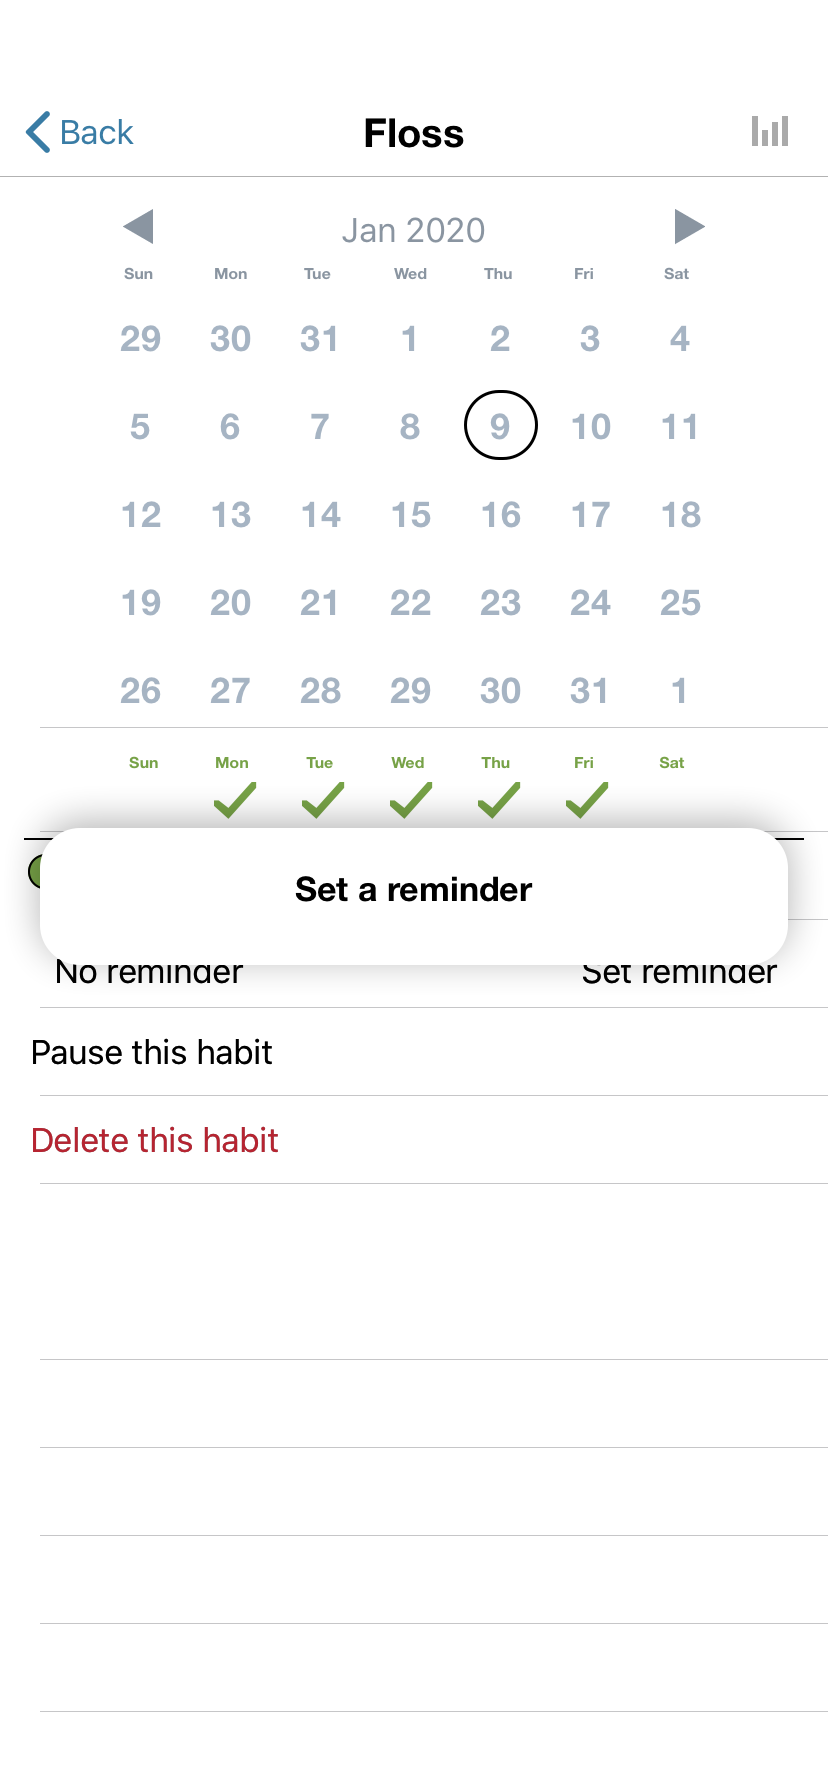 Back
Floss
Jan 2020
Sun Mon Tue Wed Thu Fri Sat
29 30 31 1 2 3 4
5 6 7 8 9 10 11
12 13 14 15 16 17 18
19 20 21 22 23 24 25
26 27 28 29 30 31 1
Sun Mon Tue Wed Thu Fri Sat
Set a reminder
No reminder Set reminder
Pause this habit
Delete this habit